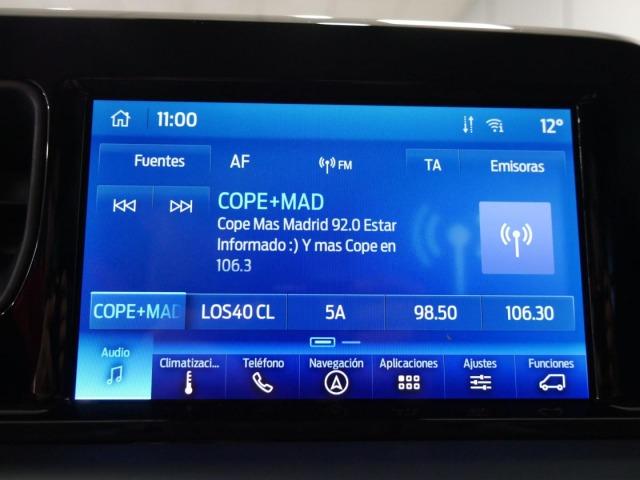 11:00
12°
Fuentes AF FM TA Emisoras
COPE+MAD
Cope Mas Madrid 92.0 Estar
Informado :) Y mas Cope en
106.3
COPE+MAD LOS40 CL 5A 98.50 106.30
Audio Climatizaci... Teléfono Navegación Aplicaciones Ajustes Funciones